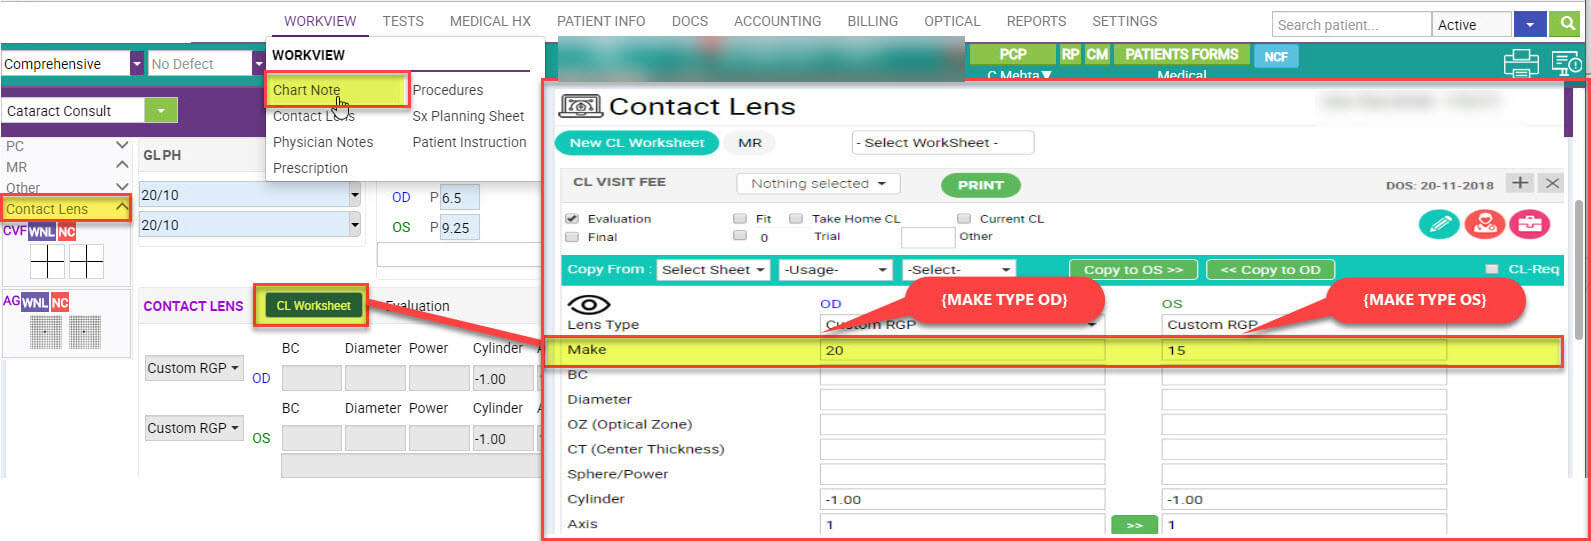 WORKVIEW TESTS MEDICAL HX PATIENT INFO DOCS ACCOUNTING BILLING OPTICAL REPORTS SETTINGS Search patient... Active
Comprehensive No Defect
WORKVIEW
Chart Note Procedures
Contact Lens Sx Planning Sheet
Physician Notes Patient Instruction
Prescription
PCP RP CM PATIENTS FORMS NCF
C Mehta▼ Medical
Cataract Consult
PC
MR
Other
Contact Lens
CVF WNL NC
AG WNL NC
GL PH
20/10
20/10
OD P 6.5
OS P 9.25
CONTACT LENS CL Worksheet Evaluation
BC Diameter Power Cylinder A
Custom RGP OD -1.00 -1
BC Diameter Power Cylinder A
Custom RGP OS -1.00 -1
Contact Lens
New CL Worksheet MR - Select WorkSheet -
CL VISIT FEE Nothing selected PRINT DOS: 20-11-2018 + ×
Evaluation Fit Take Home CL Current CL
Final 0 Trial Other
Copy From : Select Sheet -Usage- -Select- Copy to OS >> << Copy to OD CL-Req
OD {MAKE TYPE OD} OS {MAKE TYPE OS}
Lens Type Custom RGP Custom RGP
Make 20 15
BC
Diameter
OZ (Optical Zone)
CT (Center Thickness)
Sphere/Power
Cylinder -1.00 -1.00
Axis 1 >> 1